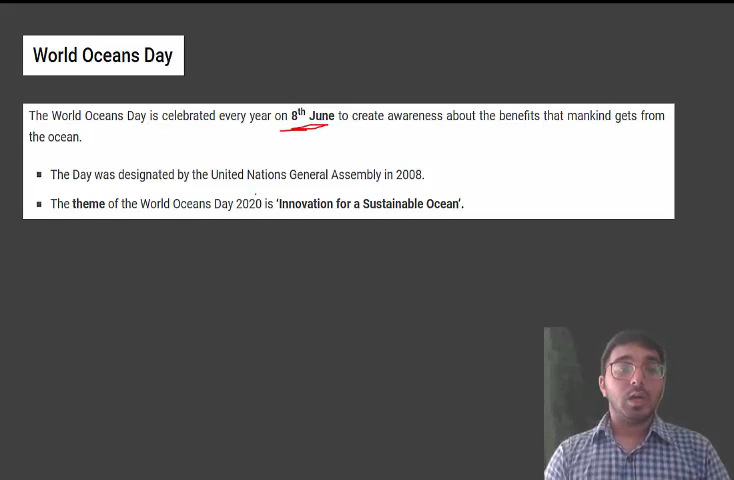 World Oceans Day
The World Oceans Day is celebrated every year on 8th June to create awareness about the benefits that mankind gets from
the ocean.
▪ The Day was designated by the United Nations General Assembly in 2008.
▪ The theme of the World Oceans Day 2020 is ‘Innovation for a Sustainable Ocean’.